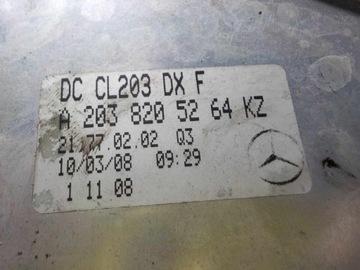 DC CL203 DX F
A 203 820 52 64 KZ
21.77.02.02 Q3
10/03/08 09:29
1 11 08